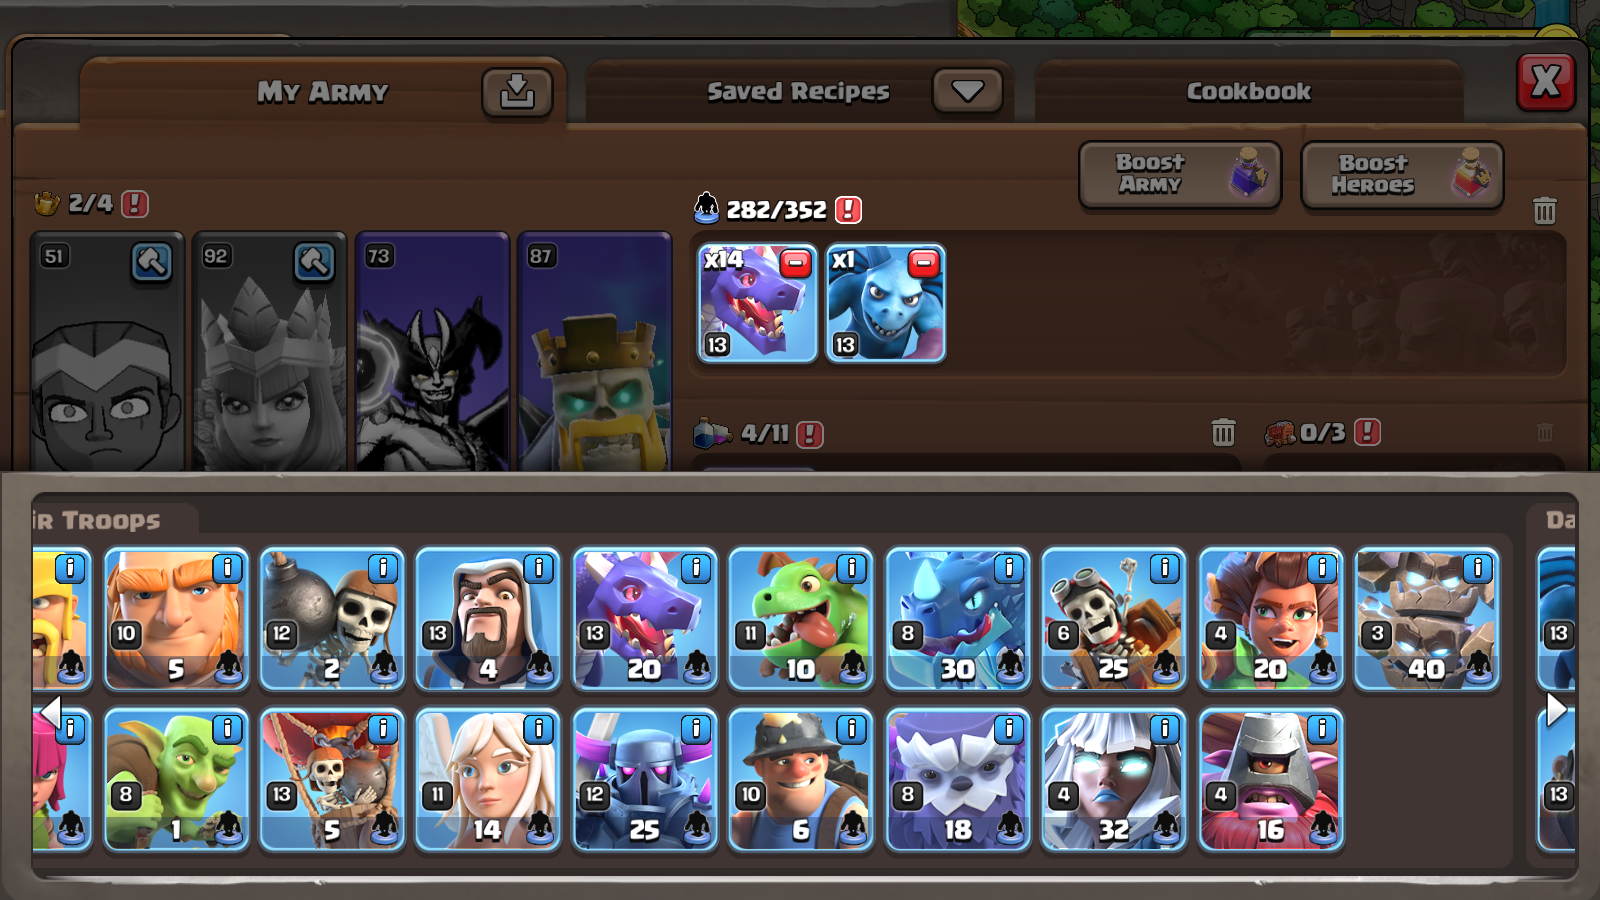 My Army
Saved Recipes
Cookbook
X
Boost Army
Boost Heroes
2/4 !
282/352 !
51
92
73
87
x14
13
x1
13
4/11 !
0/3 !
ir Troops
Da
i
10 5 i
12 2 i
13 4 i
13 20 i
11 10 i
8 30 i
6 25 i
4 20 i
3 40 i
13
i
8 1 i
13 5 i
11 14 i
12 25 i
10 6 i
8 18 i
4 32 i
4 16 i
13